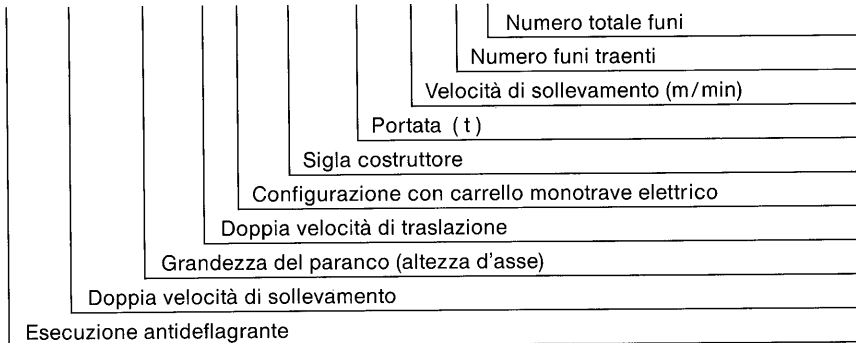 Numero totale funi
Numero funi traenti
Velocità di sollevamento (m/min)
Portata (t)
Sigla costruttore
Configurazione con carrello monotrave elettrico
Doppia velocità di traslazione
Grandezza del paranco (altezza d'asse)
Doppia velocità di sollevamento
Esecuzione antideflagrante